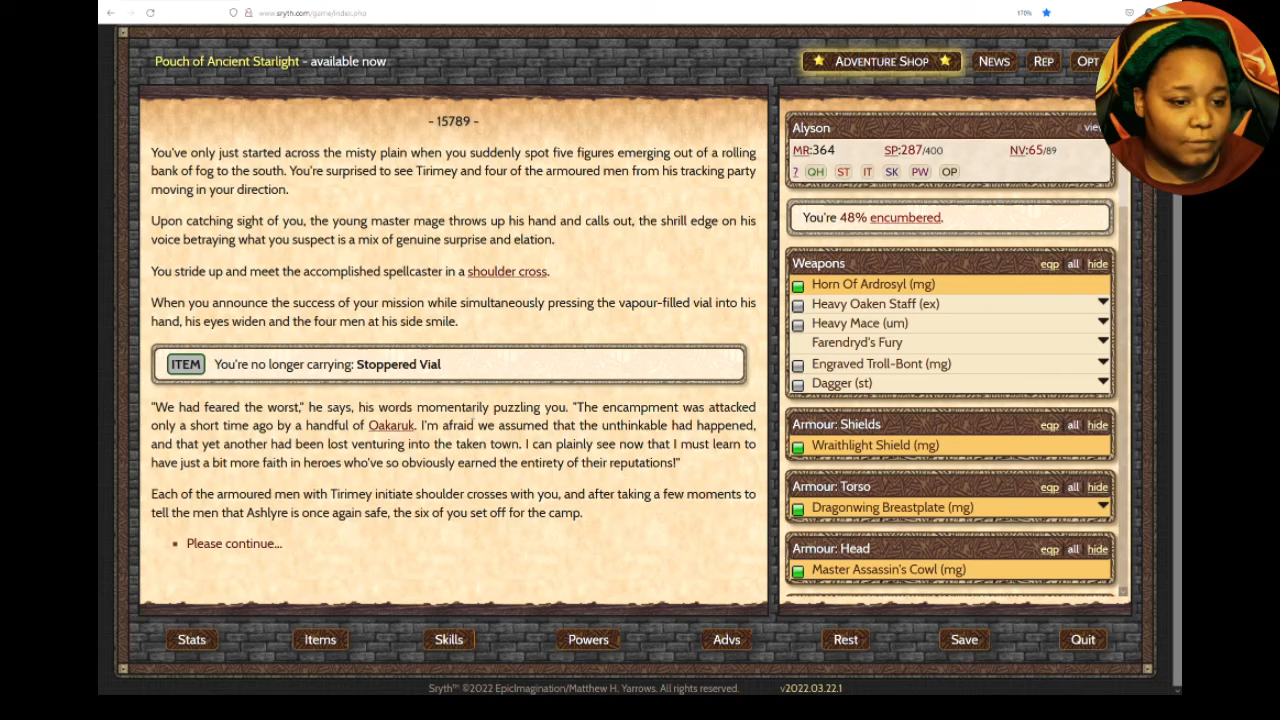 www.sryth.com/game/index.php
170%
Pouch of Ancient Starlight - available now
ADVENTURE SHOP
NEWS
REP
OPT
- 15789 -
You've only just started across the misty plain when you suddenly spot five figures emerging out of a rolling
bank of fog to the south. You're surprised to see Tirimey and four of the armoured men from his tracking party
moving in your direction.
Upon catching sight of you, the young master mage throws up his hand and calls out, the shrill edge on his
voice betraying what you suspect is a mix of genuine surprise and elation.
You stride up and meet the accomplished spellcaster in a shoulder cross.
When you announce the success of your mission while simultaneously pressing the vapour-filled vial into his
hand, his eyes widen and the four men at his side smile.
ITEM You're no longer carrying: Stoppered Vial
"We had feared the worst," he says, his words momentarily puzzling you. "The encampment was attacked
only a short time ago by a handful of Oakaruk. I'm afraid we assumed that the unthinkable had happened,
and that yet another had been lost venturing into the taken town. I can plainly see now that I must learn to
have just a bit more faith in heroes who've so obviously earned the entirety of their reputations!"
Each of the armoured men with Tirimey initiate shoulder crosses with you, and after taking a few moments to
tell the men that Ashlyre is once again safe, the six of you set off for the camp.
Please continue...
Alyson
MR:364 SP:287/400 NV:65/89
? QH ST IT SK PW OP
You're 48% encumbered.
Weapons eqp all hide
Horn Of Ardrosyl (mg)
Heavy Oaken Staff (ex)
Heavy Mace (um)
Farendryd's Fury
Engraved Troll-Bont (mg)
Dagger (st)
Armour: Shields eqp all hide
Wraithlight Shield (mg)
Armour: Torso eqp all hide
Dragonwing Breastplate (mg)
Armour: Head eqp all hide
Master Assassin's Cowl (mg)
Stats
Items
Skills
Powers
Advs
Rest
Save
Quit
Sryth™ ©2022 EpicImagination/Matthew H. Yarrows. All rights reserved. v2022.03.22.1